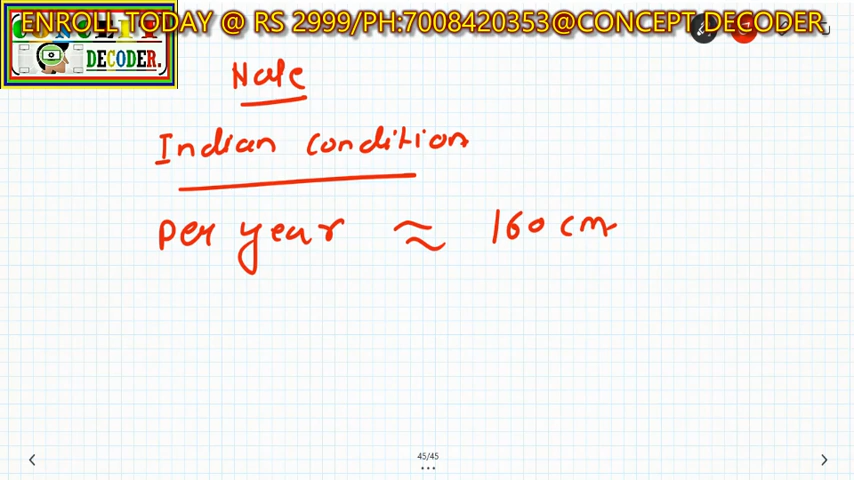 ENROLL TODAY @ RS 2999/PH:7008420353@CONCEPT DECODER.
DECODER.
Note
Indian condition
Per year ≈ 160 cm
45/45